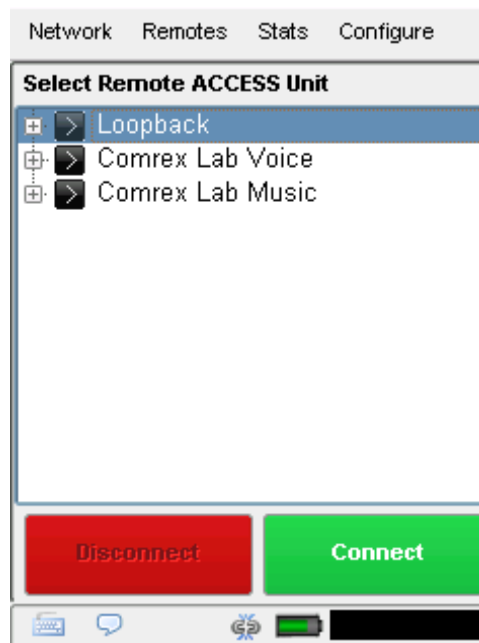 Network Remotes Stats Configure
Select Remote ACCESS Unit
Loopback
Comrex Lab Voice
Comrex Lab Music
Disconnect Connect